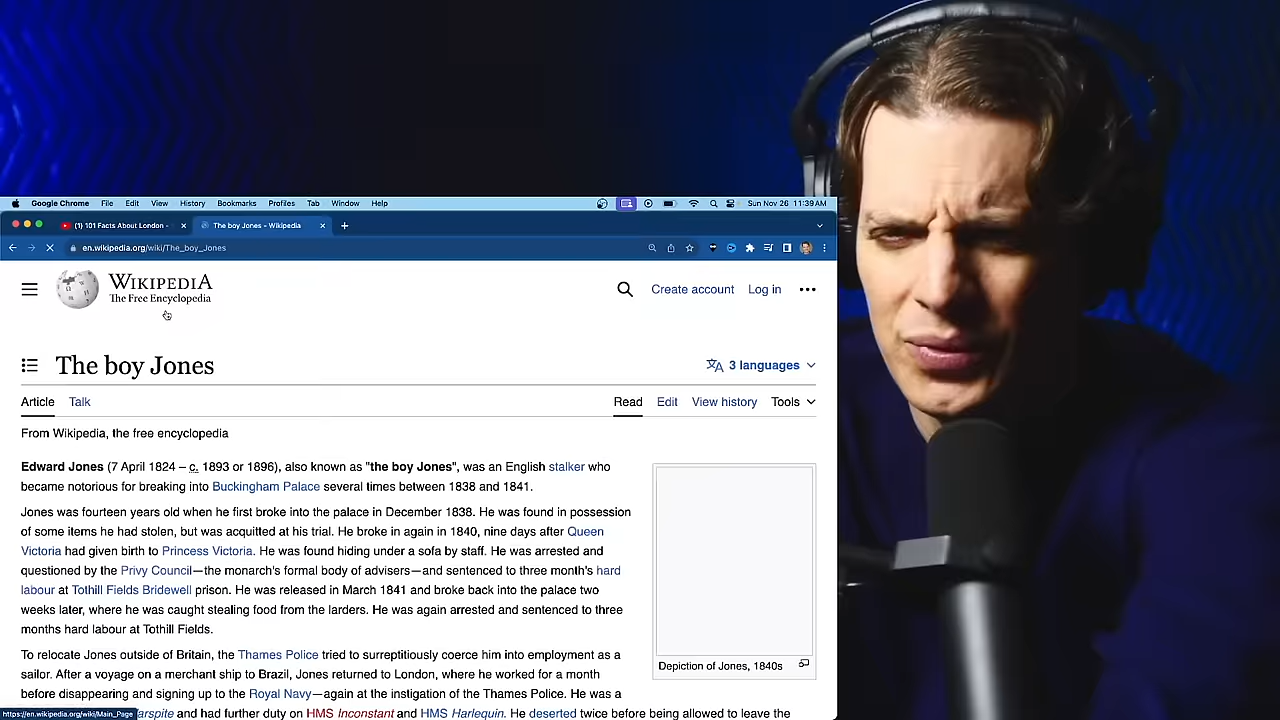 Google Chrome File Edit View History Bookmarks Profiles Tab Window Help Sun Nov 26 11:39 AM
(1) 101 Facts About London - The boy Jones - Wikipedia
en.wikipedia.org/wiki/The_boy_Jones
WIKIPEDIA
The Free Encyclopedia
Create account Log in
The boy Jones
3 languages
Article Talk Read Edit View history Tools
From Wikipedia, the free encyclopedia
Edward Jones (7 April 1824 – c. 1893 or 1896), also known as "the boy Jones", was an English stalker who
became notorious for breaking into Buckingham Palace several times between 1838 and 1841.
Jones was fourteen years old when he first broke into the palace in December 1838. He was found in possession
of some items he had stolen, but was acquitted at his trial. He broke in again in 1840, nine days after Queen
Victoria had given birth to Princess Victoria. He was found hiding under a sofa by staff. He was arrested and
questioned by the Privy Council—the monarch's formal body of advisers—and sentenced to three month's hard
labour at Tothill Fields Bridewell prison. He was released in March 1841 and broke back into the palace two
weeks later, where he was caught stealing food from the larders. He was again arrested and sentenced to three
months hard labour at Tothill Fields.
Depiction of Jones, 1840s
To relocate Jones outside of Britain, the Thames Police tried to surreptitiously coerce him into employment as a
sailor. After a voyage on a merchant ship to Brazil, Jones returned to London, where he worked for a month
before disappearing and signing up to the Royal Navy—again at the instigation of the Thames Police. He was a
arspite and had further duty on HMS Inconstant and HMS Harlequin. He deserted twice before being allowed to leave the
https://en.wikipedia.org/wiki/Main_Page